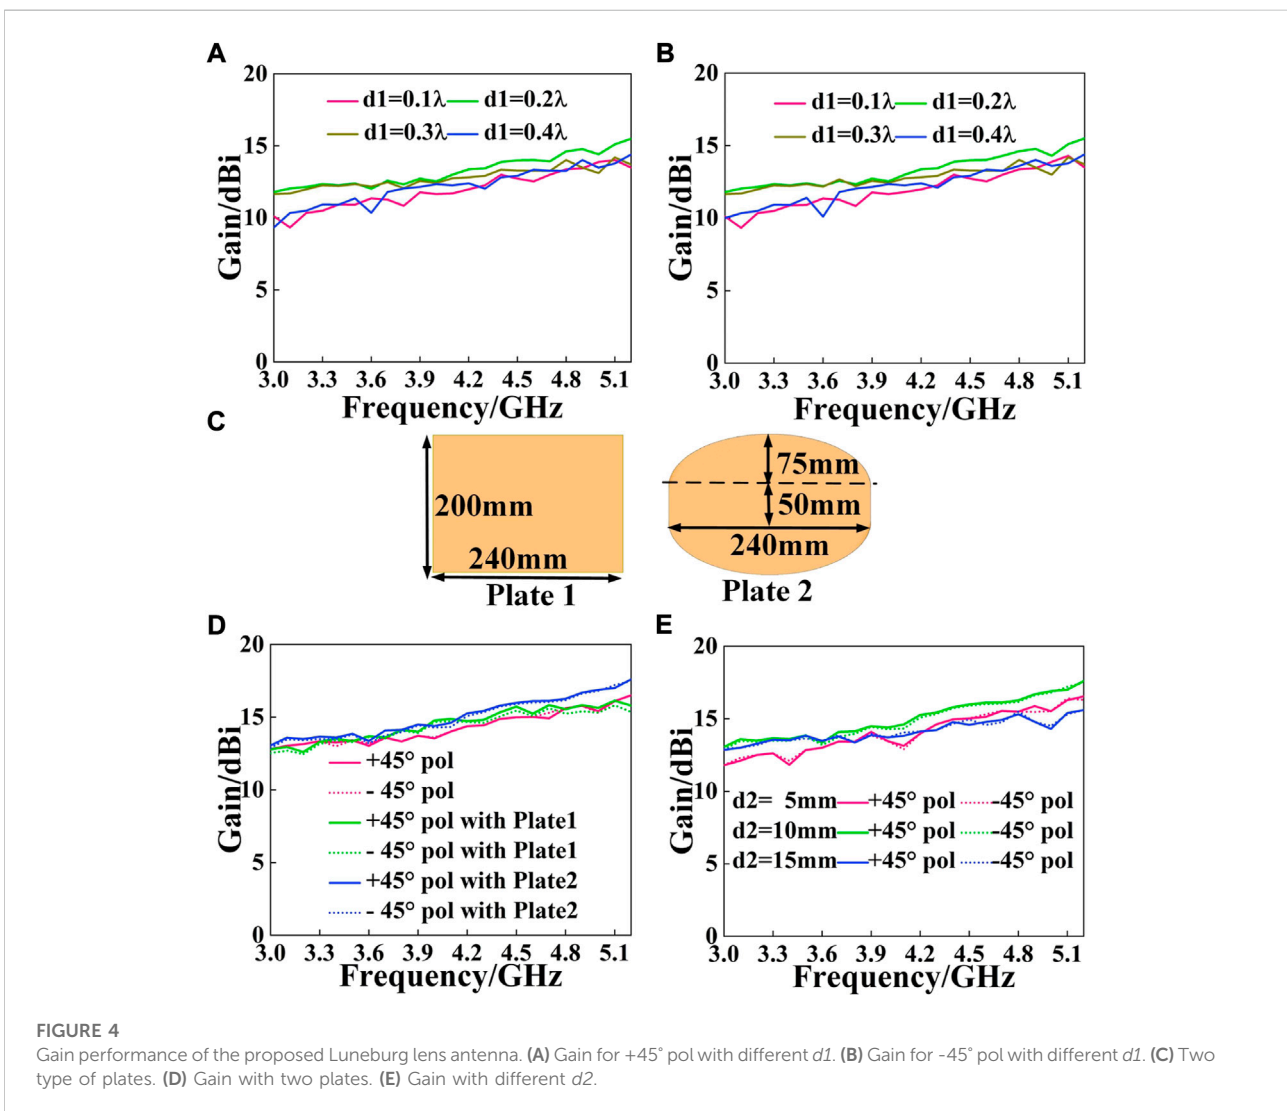 A
20
15
10
5
0
Gain/dBi
d1=0.1λ d1=0.2λ
d1=0.3λ d1=0.4λ
3.0 3.3 3.6 3.9 4.2 4.5 4.8 5.1
Frequency/GHz
B
20
15
10
5
0
Gain/dBi
d1=0.1λ d1=0.2λ
d1=0.3λ d1=0.4λ
3.0 3.3 3.6 3.9 4.2 4.5 4.8 5.1
Frequency/GHz
C
200mm
240mm
Plate 1
75mm
50mm
240mm
Plate 2
D
20
15
10
5
0
Gain/dBi
+45° pol
- 45° pol
+45° pol with Plate1
- 45° pol with Plate1
+45° pol with Plate2
- 45° pol with Plate2
3.0 3.3 3.6 3.9 4.2 4.5 4.8 5.1
Frequency/GHz
E
20
15
10
5
0
Gain/dBi
d2= 5mm +45° pol -45° pol
d2=10mm +45° pol -45° pol
d2=15mm +45° pol -45° pol
3.0 3.3 3.6 3.9 4.2 4.5 4.8 5.1
Frequency/GHz
FIGURE 4
Gain performance of the proposed Luneburg lens antenna. (A) Gain for +45° pol with different d1. (B) Gain for -45° pol with different d1. (C) Two
type of plates. (D) Gain with two plates. (E) Gain with different d2.